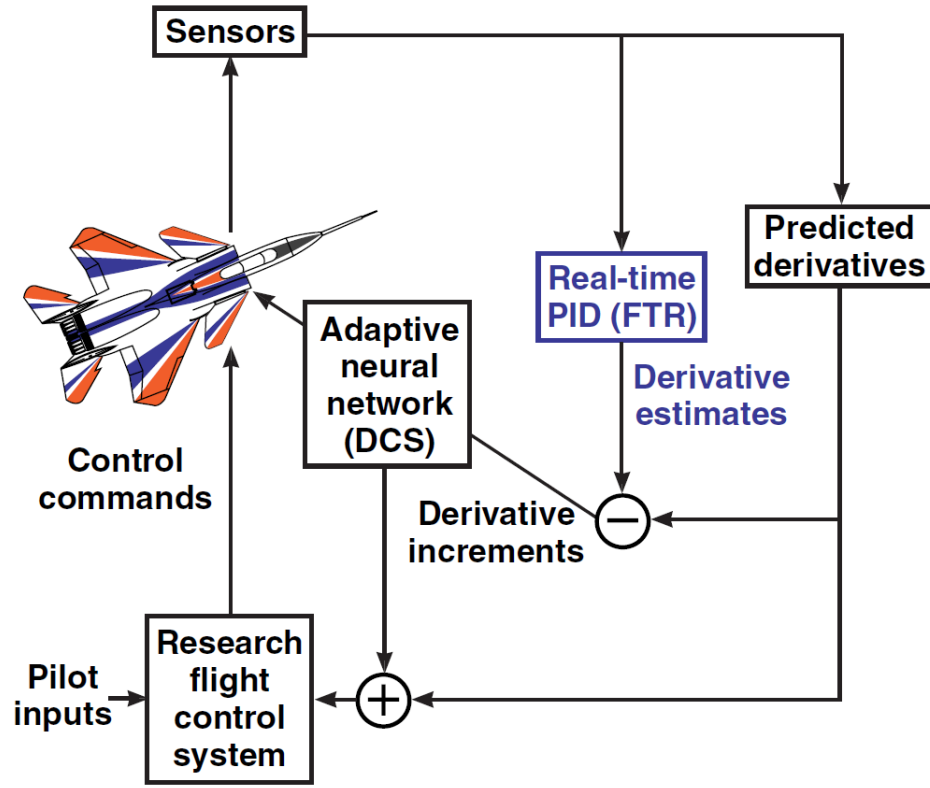 Sensors
Predicted
derivatives
Real-time
PID (FTR)
Adaptive
neural
network
(DCS)
Derivative
estimates
Control
commands
Derivative
increments
−
Research
flight
control
system
Pilot
inputs
+